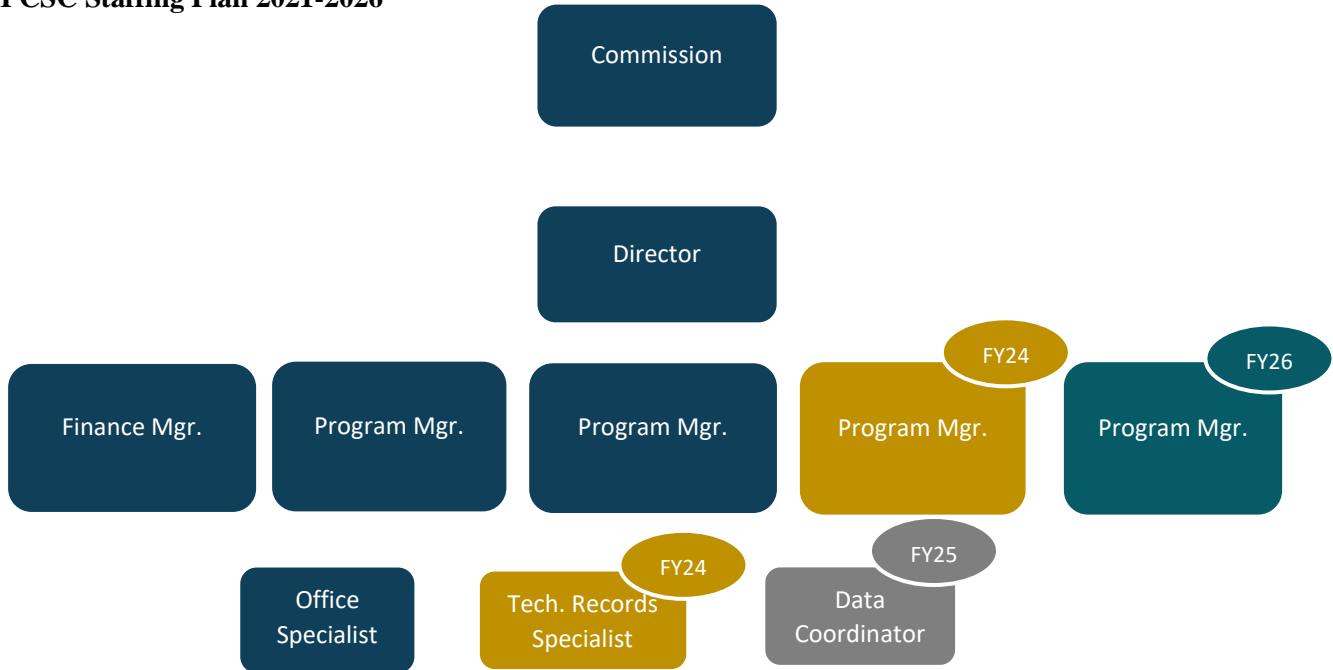 PCSC Staffing Plan 2021-2026
Commission
Director
FY24
FY26
Finance Mgr.
Program Mgr.
Program Mgr.
Program Mgr.
Program Mgr.
FY24
FY25
Office
Specialist
Tech. Records
Specialist
Data
Coordinator